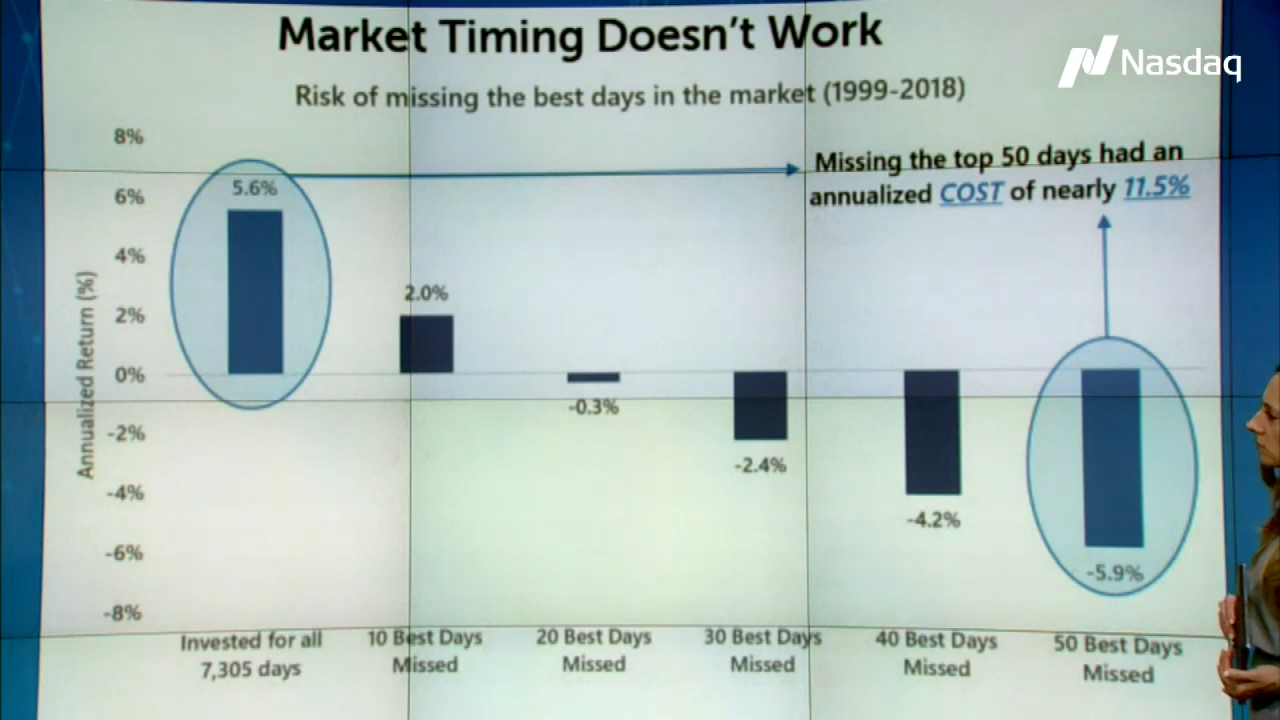 Market Timing Doesn't Work
Nasdaq
Risk of missing the best days in the market (1999-2018)
Missing the top 50 days had an
annualized COST of nearly 11.5%
Annualized Return (%)
8%
6%
4%
2%
0%
-2%
-4%
-6%
-8%
5.6%
2.0%
-0.3%
-2.4%
-4.2%
-5.9%
Invested for all
7,305 days
10 Best Days
Missed
20 Best Days
Missed
30 Best Days
Missed
40 Best Days
Missed
50 Best Days
Missed